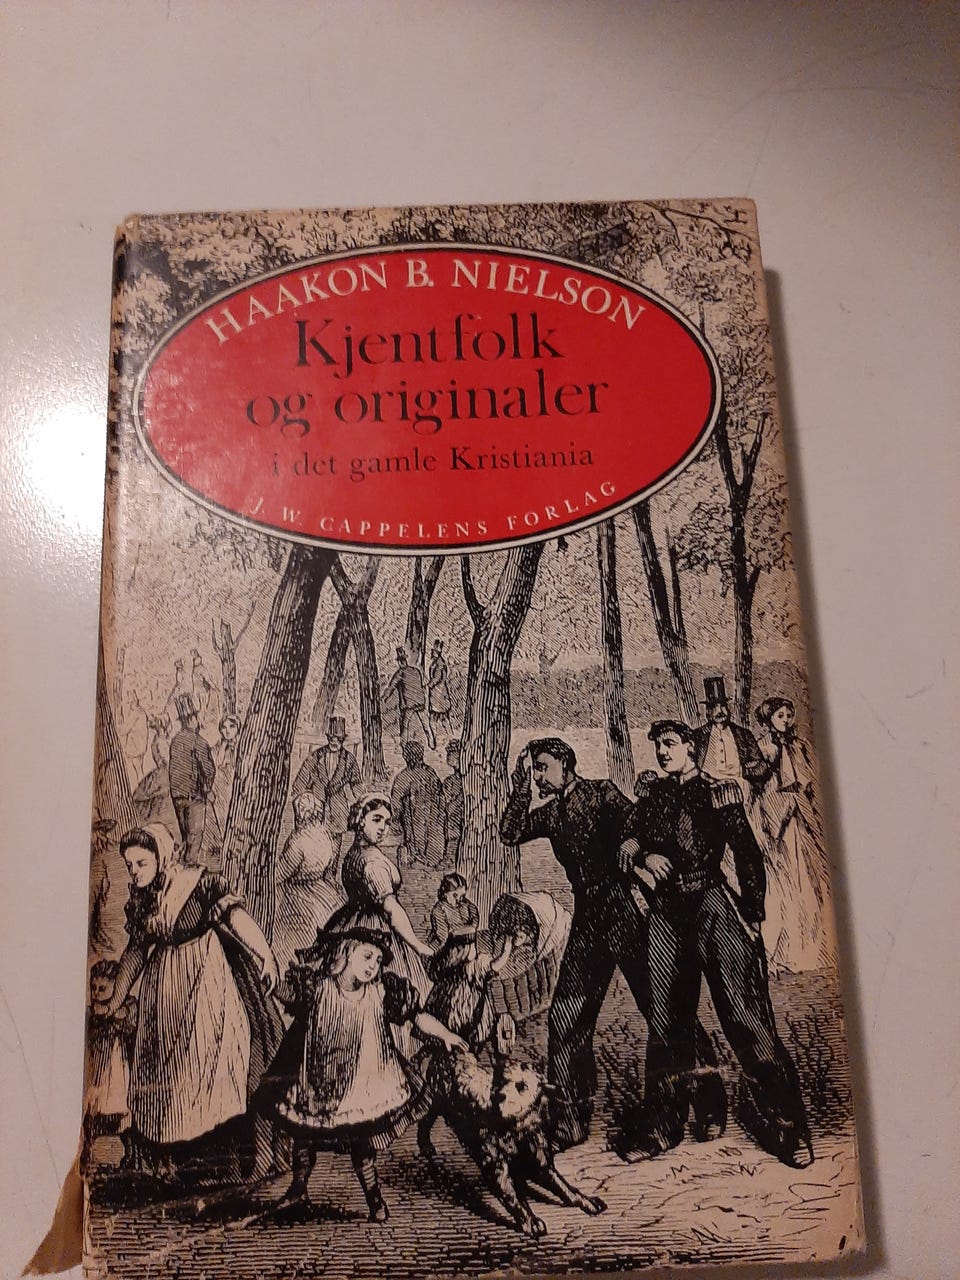 HAAKON B. NIELSON
Kjentfolk
og originaler
i det gamle Kristiania
J. W. CAPPELENS FORLAG